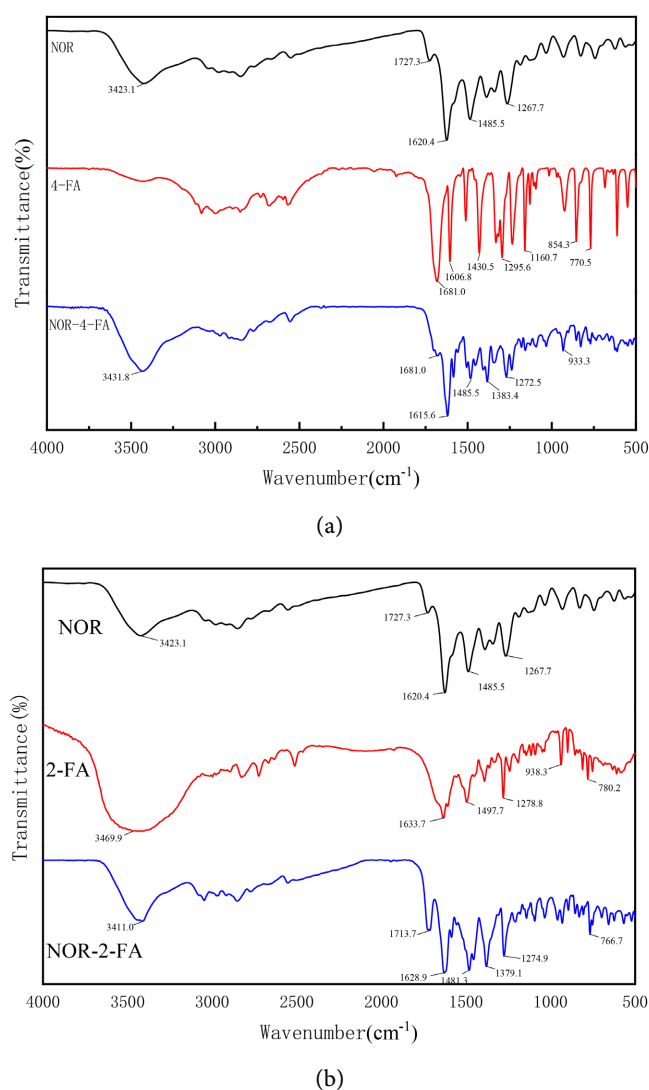 NOR
3423.1
1727.3
1620.4
1485.5
1267.7
4-FA
1681.0
1606.8
1430.5
1295.6
1160.7
854.3
770.5
NOR-4-FA
3431.8
1681.0
1615.6
1485.5
1383.4
1272.5
933.3
Transmittance(%)
4000 3500 3000 2500 2000 1500 1000 500
Wavenumber(cm⁻¹)
(a)
NOR
3423.1
1727.3
1620.4
1485.5
1267.7
2-FA
3469.9
1633.7
1497.7
1278.8
938.3
780.2
NOR-2-FA
3411.0
1713.7
1628.9
1481.3
1379.1
1274.9
766.7
Transmittance(%)
4000 3500 3000 2500 2000 1500 1000 500
Wavenumber(cm⁻¹)
(b)